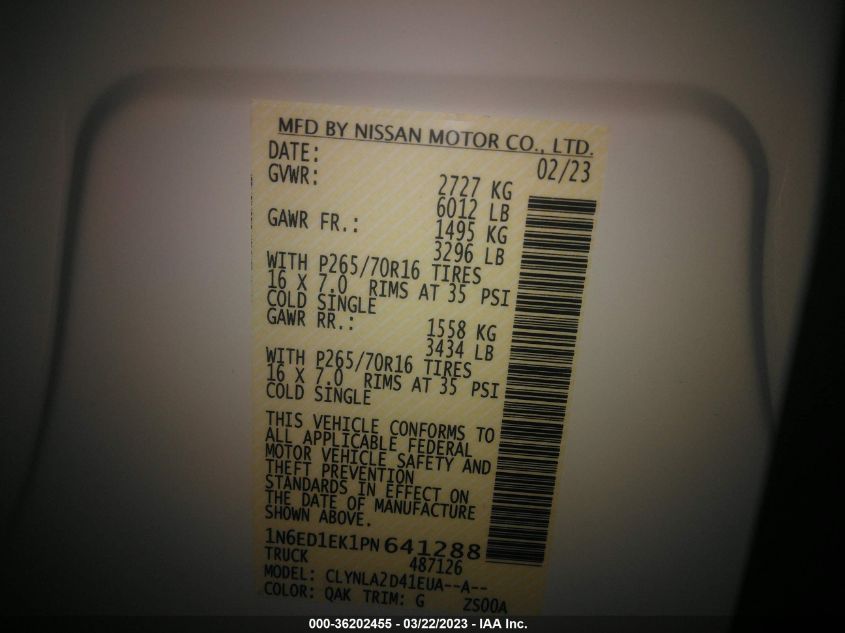 MFD BY NISSAN MOTOR CO., LTD.
DATE: 02/23
GVWR: 2727 KG
6012 LB
GAWR FR.: 1495 KG
3296 LB
WITH P265/70R16 TIRES
16 X 7.0 RIMS AT 35 PSI
COLD SINGLE
GAWR RR.: 1558 KG
3434 LB
WITH P265/70R16 TIRES
16 X 7.0 RIMS AT 35 PSI
COLD SINGLE
THIS VEHICLE CONFORMS TO
ALL APPLICABLE FEDERAL
MOTOR VEHICLE SAFETY AND
THEFT PREVENTION
STANDARDS IN EFFECT ON
THE DATE OF MANUFACTURE
SHOWN ABOVE.
1N6ED1EK1PN641288
TRUCK 487126
MODEL: CLYNLA2D41EUA--A--
COLOR: QAK TRIM: G ZS00A
000-36202455 - 03/22/2023 - IAA Inc.